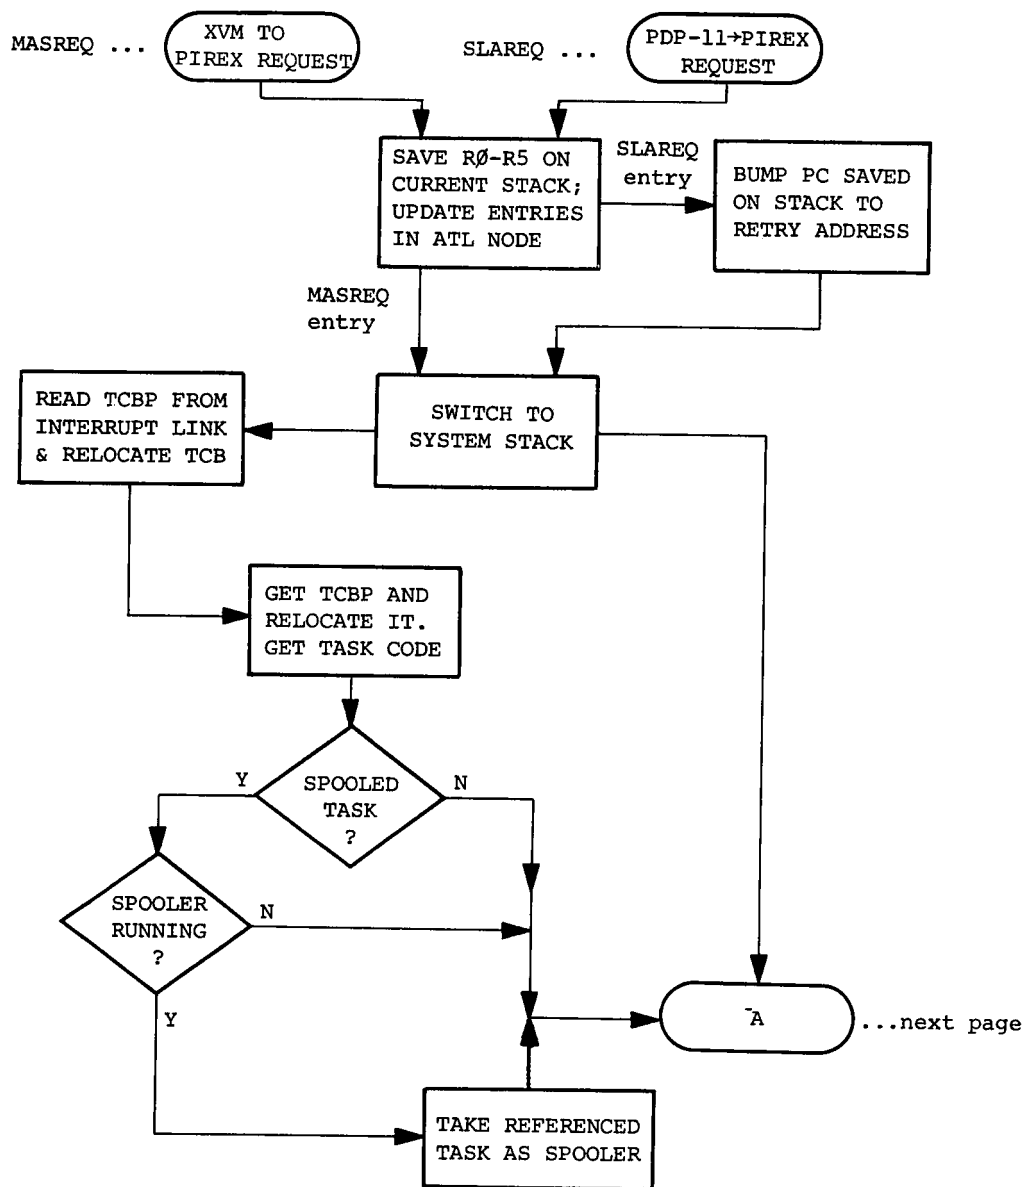 MASREQ ...
XVM TO
PIREX REQUEST
SLAREQ ...
PDP-11→PIREX
REQUEST
SAVE RØ-R5 ON
CURRENT STACK;
UPDATE ENTRIES
IN ATL NODE
SLAREQ
entry
BUMP PC SAVED
ON STACK TO
RETRY ADDRESS
MASREQ
entry
READ TCBP FROM
INTERRUPT LINK
& RELOCATE TCB
SWITCH TO
SYSTEM STACK
GET TCBP AND
RELOCATE IT.
GET TASK CODE
Y
SPOOLED
TASK
?
N
SPOOLER
RUNNING
?
N
Y
A
...next page
TAKE REFERENCED
TASK AS SPOOLER